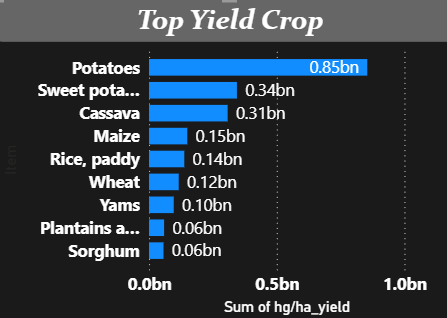 Top Yield Crop
Potatoes 0.85bn
Sweet pota... 0.34bn
Cassava 0.31bn
Maize 0.15bn
Rice, paddy 0.14bn
Wheat 0.12bn
Yams 0.10bn
Plantains a... 0.06bn
Sorghum 0.06bn
Item
0.0bn 0.5bn 1.0bn
Sum of hg/ha_yield